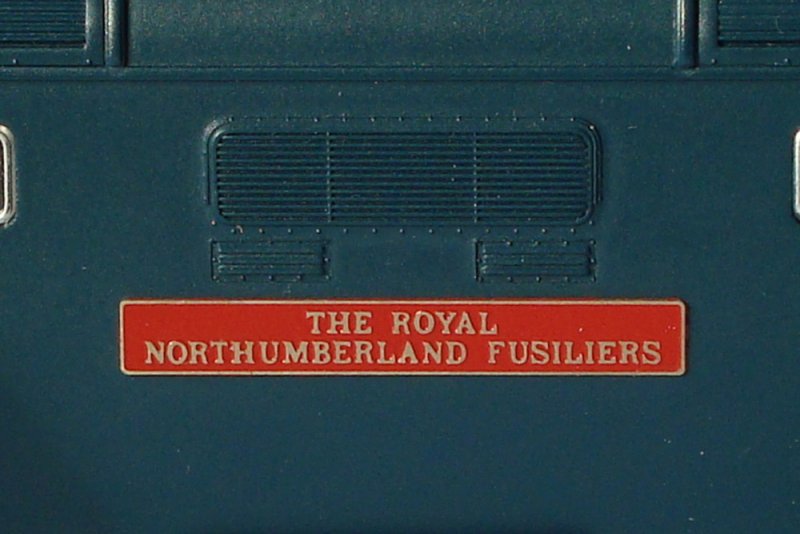 THE ROYAL
NORTHUMBERLAND FUSILIERS